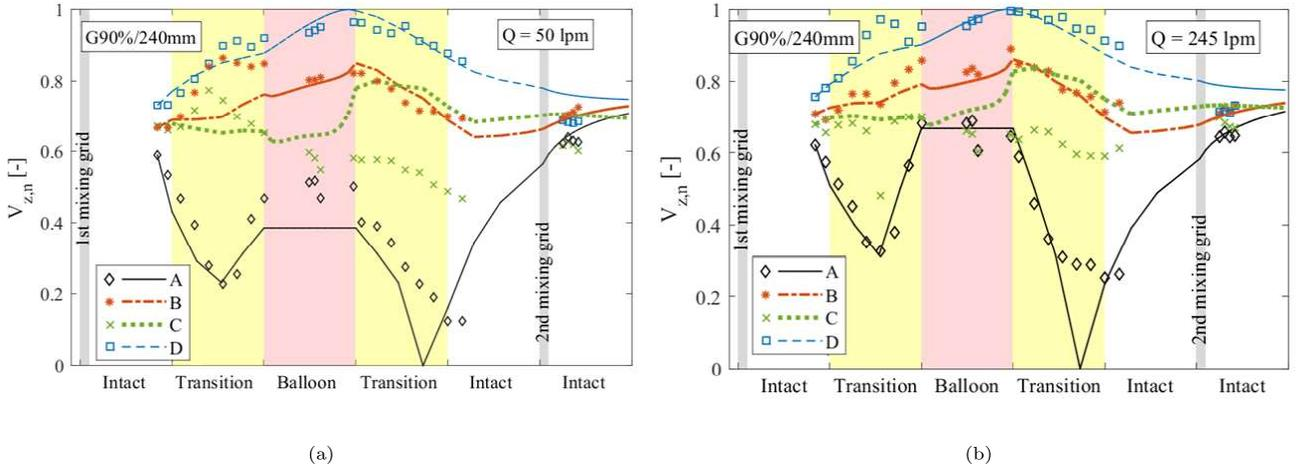 G90%/240mm
Q = 50 lpm
V_z,n [-]
1
0.8
0.6
0.4
0.2
0
1st mixing grid
2nd mixing grid
A
B
C
D
Intact Transition Balloon Transition Intact Intact
(a)
G90%/240mm
Q = 245 lpm
V_z,n [-]
1
0.8
0.6
0.4
0.2
0
1st mixing grid
2nd mixing grid
A
B
C
D
Intact Transition Balloon Transition Intact Intact
(b)